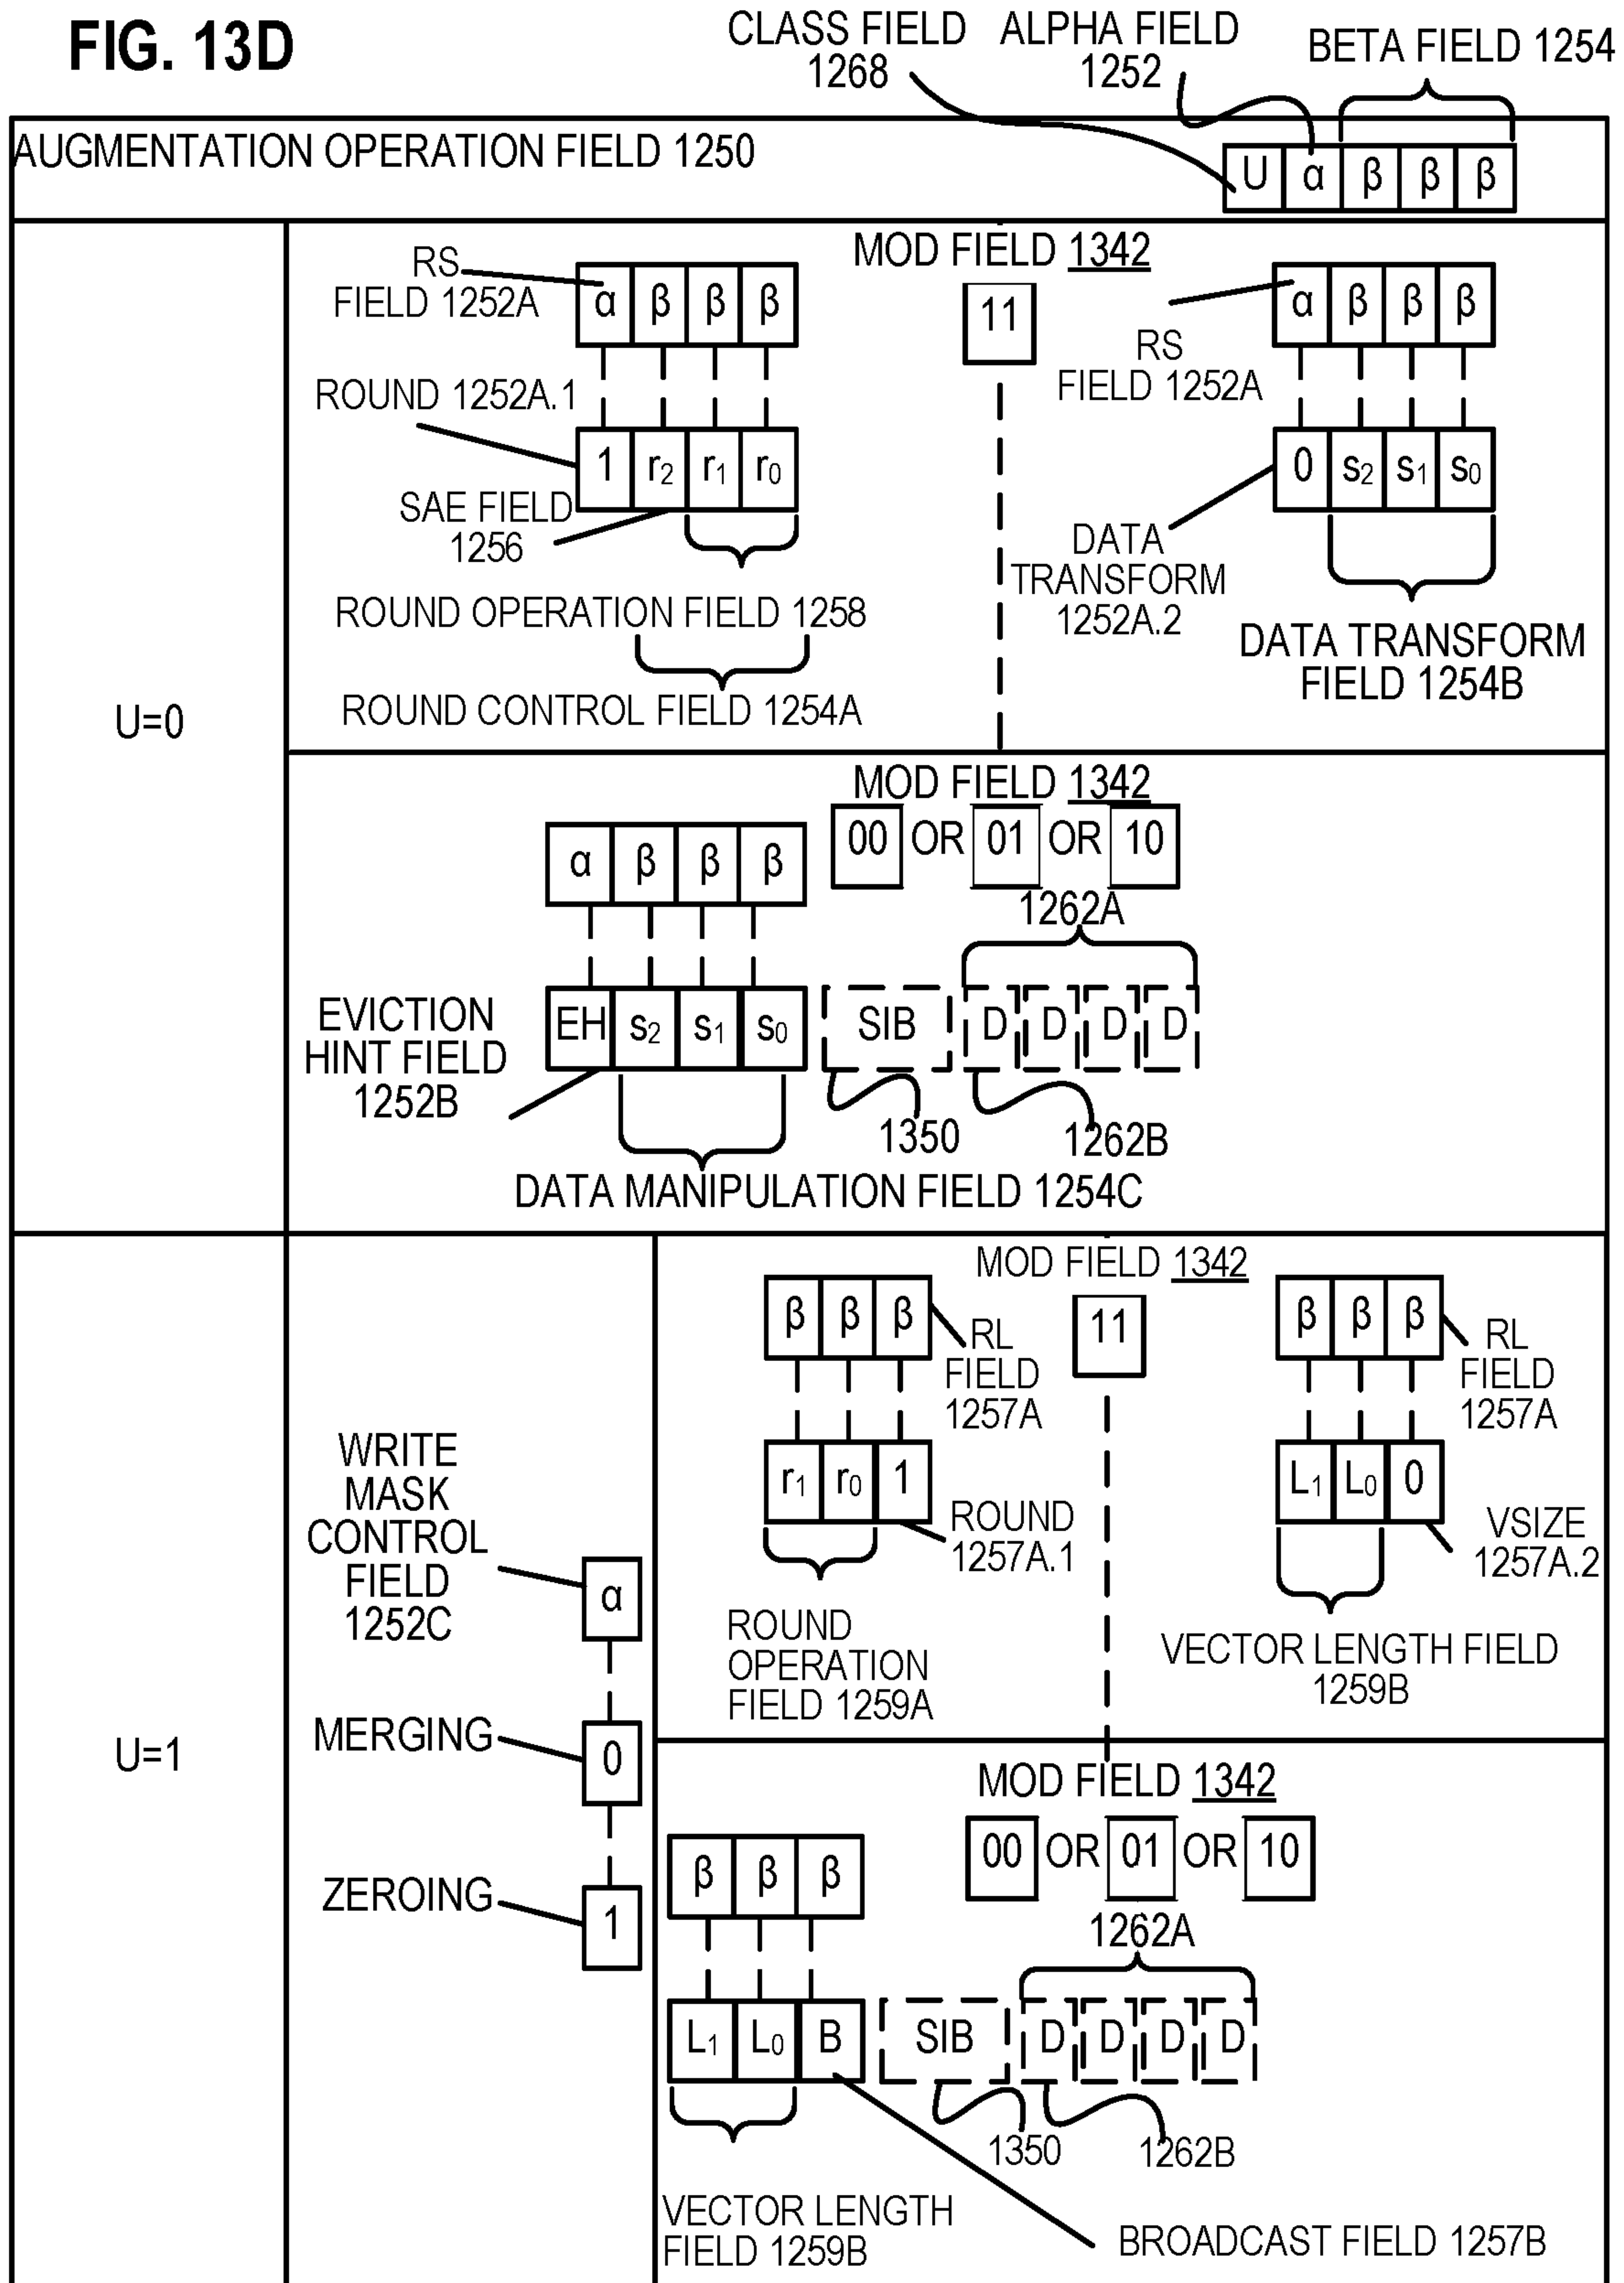 FIG. 13D
CLASS FIELD
1268
ALPHA FIELD
1252
BETA FIELD 1254
AUGMENTATION OPERATION FIELD 1250
U α β β β
U=0
MOD FIELD 1342
11
RS
FIELD 1252A
α β β β
ROUND 1252A.1
1 r₂ r₁ r₀
SAE FIELD
1256
ROUND OPERATION FIELD 1258
ROUND CONTROL FIELD 1254A
α β β β
RS
FIELD 1252A
0 s₂ s₁ s₀
DATA
TRANSFORM
1252A.2
DATA TRANSFORM
FIELD 1254B
MOD FIELD 1342
00 OR 01 OR 10
α β β β
1262A
EVICTION
HINT FIELD
1252B
EH s₂ s₁ s₀ SIB D D D D
1350
1262B
DATA MANIPULATION FIELD 1254C
U=1
WRITE
MASK
CONTROL
FIELD
1252C
α
MERGING
0
ZEROING
1
MOD FIELD 1342
11
β β β
RL
FIELD
1257A
r₁ r₀ 1
ROUND
1257A.1
ROUND
OPERATION
FIELD 1259A
β β β
RL
FIELD
1257A
L₁ L₀ 0
VSIZE
1257A.2
VECTOR LENGTH FIELD
1259B
MOD FIELD 1342
00 OR 01 OR 10
β β β
1262A
L₁ L₀ B SIB D D D D
1350
1262B
VECTOR LENGTH
FIELD 1259B
BROADCAST FIELD 1257B